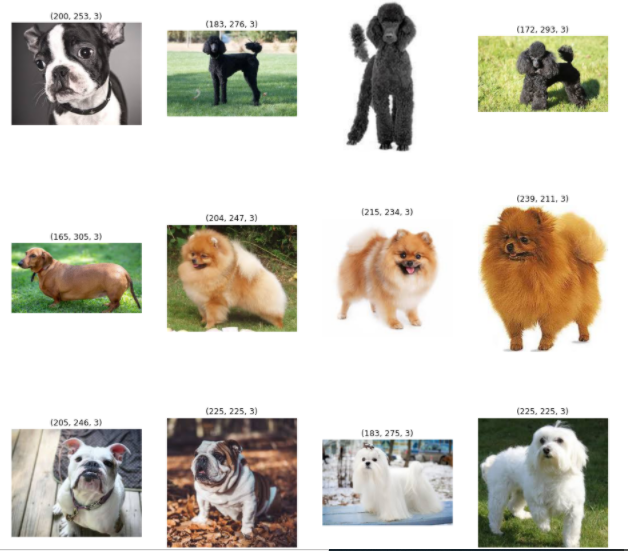 (200, 253, 3)
(183, 276, 3)
(172, 293, 3)
(165, 305, 3)
(204, 247, 3)
(215, 234, 3)
(239, 211, 3)
(205, 246, 3)
(225, 225, 3)
(183, 275, 3)
(225, 225, 3)